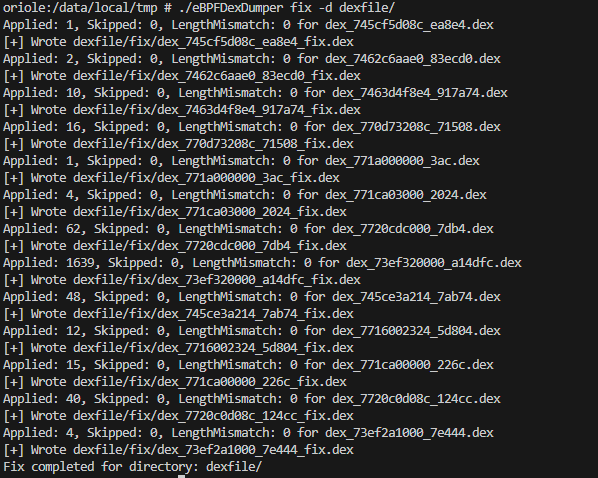 oriole:/data/local/tmp # ./eBPFDexDumper fix -d dexfile/
Applied: 1, Skipped: 0, LengthMismatch: 0 for dex_745cf5d08c_ea8e4.dex
[+] Wrote dexfile/fix/dex_745cf5d08c_ea8e4_fix.dex
Applied: 2, Skipped: 0, LengthMismatch: 0 for dex_7462c6aae0_83ecd0.dex
[+] Wrote dexfile/fix/dex_7462c6aae0_83ecd0_fix.dex
Applied: 10, Skipped: 0, LengthMismatch: 0 for dex_7463d4f8e4_917a74.dex
[+] Wrote dexfile/fix/dex_7463d4f8e4_917a74_fix.dex
Applied: 16, Skipped: 0, LengthMismatch: 0 for dex_770d73208c_71508.dex
[+] Wrote dexfile/fix/dex_770d73208c_71508_fix.dex
Applied: 1, Skipped: 0, LengthMismatch: 0 for dex_771a000000_3ac.dex
[+] Wrote dexfile/fix/dex_771a000000_3ac_fix.dex
Applied: 4, Skipped: 0, LengthMismatch: 0 for dex_771ca03000_2024.dex
[+] Wrote dexfile/fix/dex_771ca03000_2024_fix.dex
Applied: 62, Skipped: 0, LengthMismatch: 0 for dex_7720cdc000_7db4.dex
[+] Wrote dexfile/fix/dex_7720cdc000_7db4_fix.dex
Applied: 1639, Skipped: 0, LengthMismatch: 0 for dex_73ef320000_a14dfc.dex
[+] Wrote dexfile/fix/dex_73ef320000_a14dfc_fix.dex
Applied: 48, Skipped: 0, LengthMismatch: 0 for dex_745ce3a214_7ab74.dex
[+] Wrote dexfile/fix/dex_745ce3a214_7ab74_fix.dex
Applied: 12, Skipped: 0, LengthMismatch: 0 for dex_7716002324_5d804.dex
[+] Wrote dexfile/fix/dex_7716002324_5d804_fix.dex
Applied: 15, Skipped: 0, LengthMismatch: 0 for dex_771ca00000_226c.dex
[+] Wrote dexfile/fix/dex_771ca00000_226c_fix.dex
Applied: 40, Skipped: 0, LengthMismatch: 0 for dex_7720c0d08c_124cc.dex
[+] Wrote dexfile/fix/dex_7720c0d08c_124cc_fix.dex
Applied: 4, Skipped: 0, LengthMismatch: 0 for dex_73ef2a1000_7e444.dex
[+] Wrote dexfile/fix/dex_73ef2a1000_7e444_fix.dex
Fix completed for directory: dexfile/